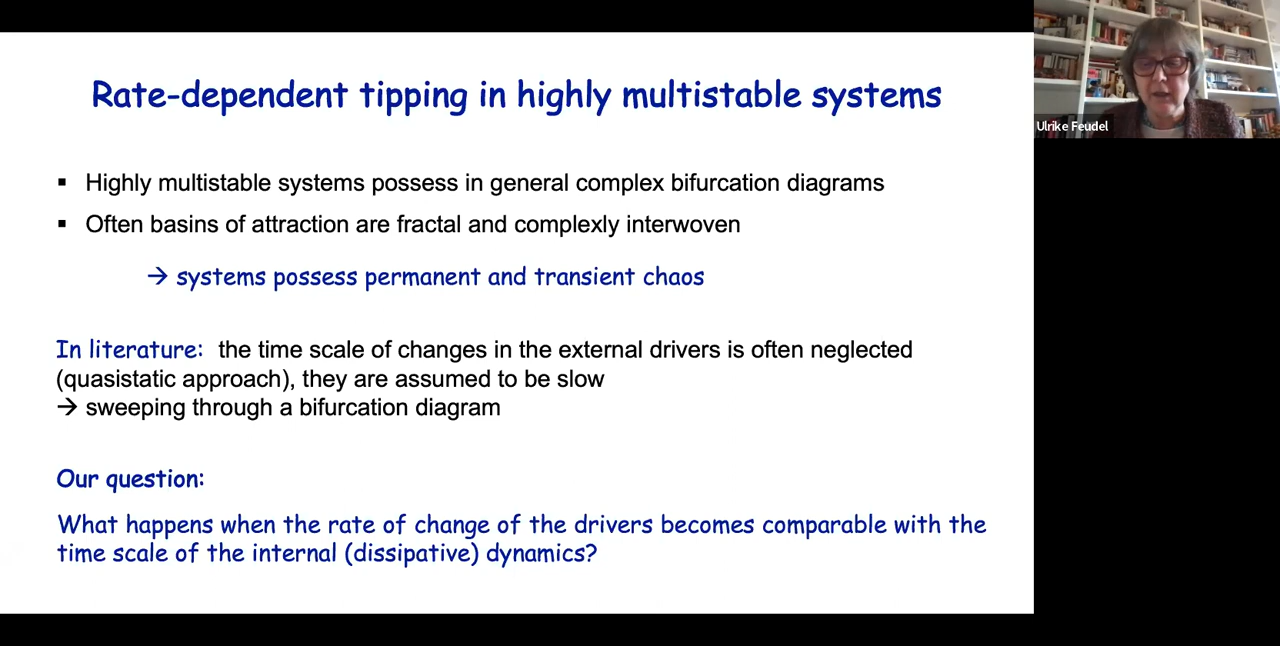 Rate-dependent tipping in highly multistable systems
Ulrike Feudel
▪ Highly multistable systems possess in general complex bifurcation diagrams
▪ Often basins of attraction are fractal and complexly interwoven
→ systems possess permanent and transient chaos
In literature: the time scale of changes in the external drivers is often neglected
(quasistatic approach), they are assumed to be slow
→ sweeping through a bifurcation diagram
Our question:
What happens when the rate of change of the drivers becomes comparable with the
time scale of the internal (dissipative) dynamics?